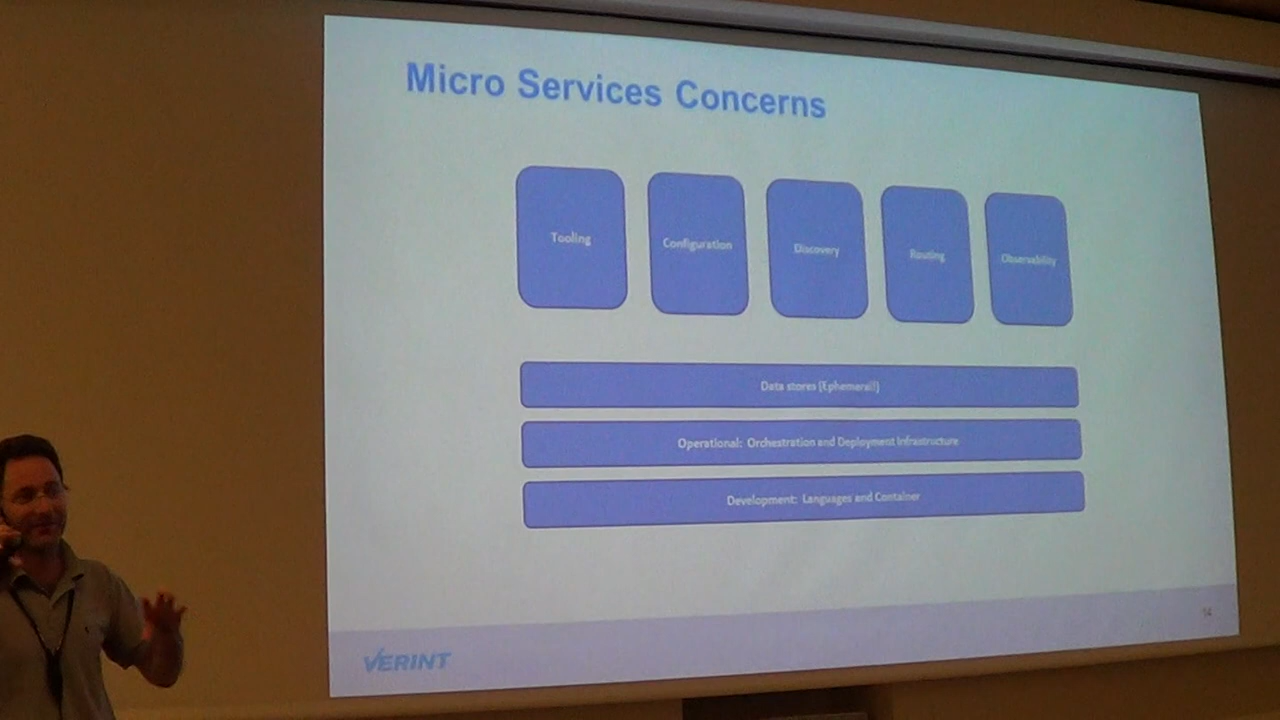 Micro Services Concerns
Tooling
Configuration
Discovery
Routing
Observability
Data stores (Ephemeral!)
Operational: Orchestration and Deployment Infrastructure
Development: Languages and Container
VERINT
14